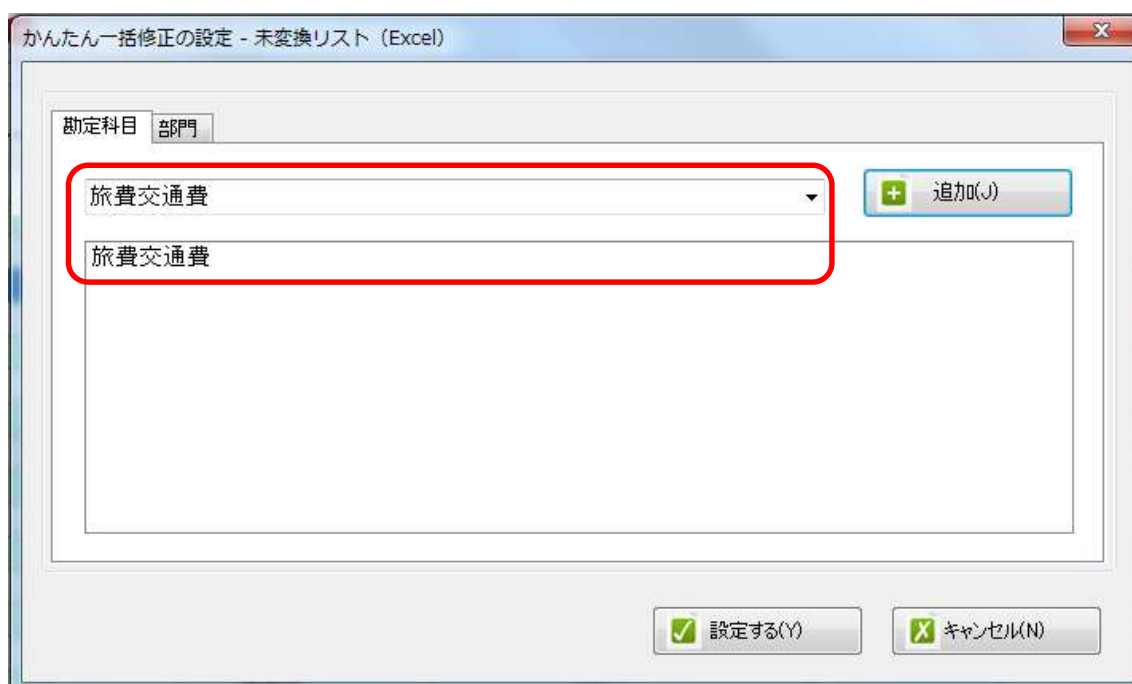 かんたん一括修正の設定 - 未変換リスト（Excel）
勘定科目 部門
旅費交通費 追加(J)
旅費交通費
設定する(Y) キャンセル(N)